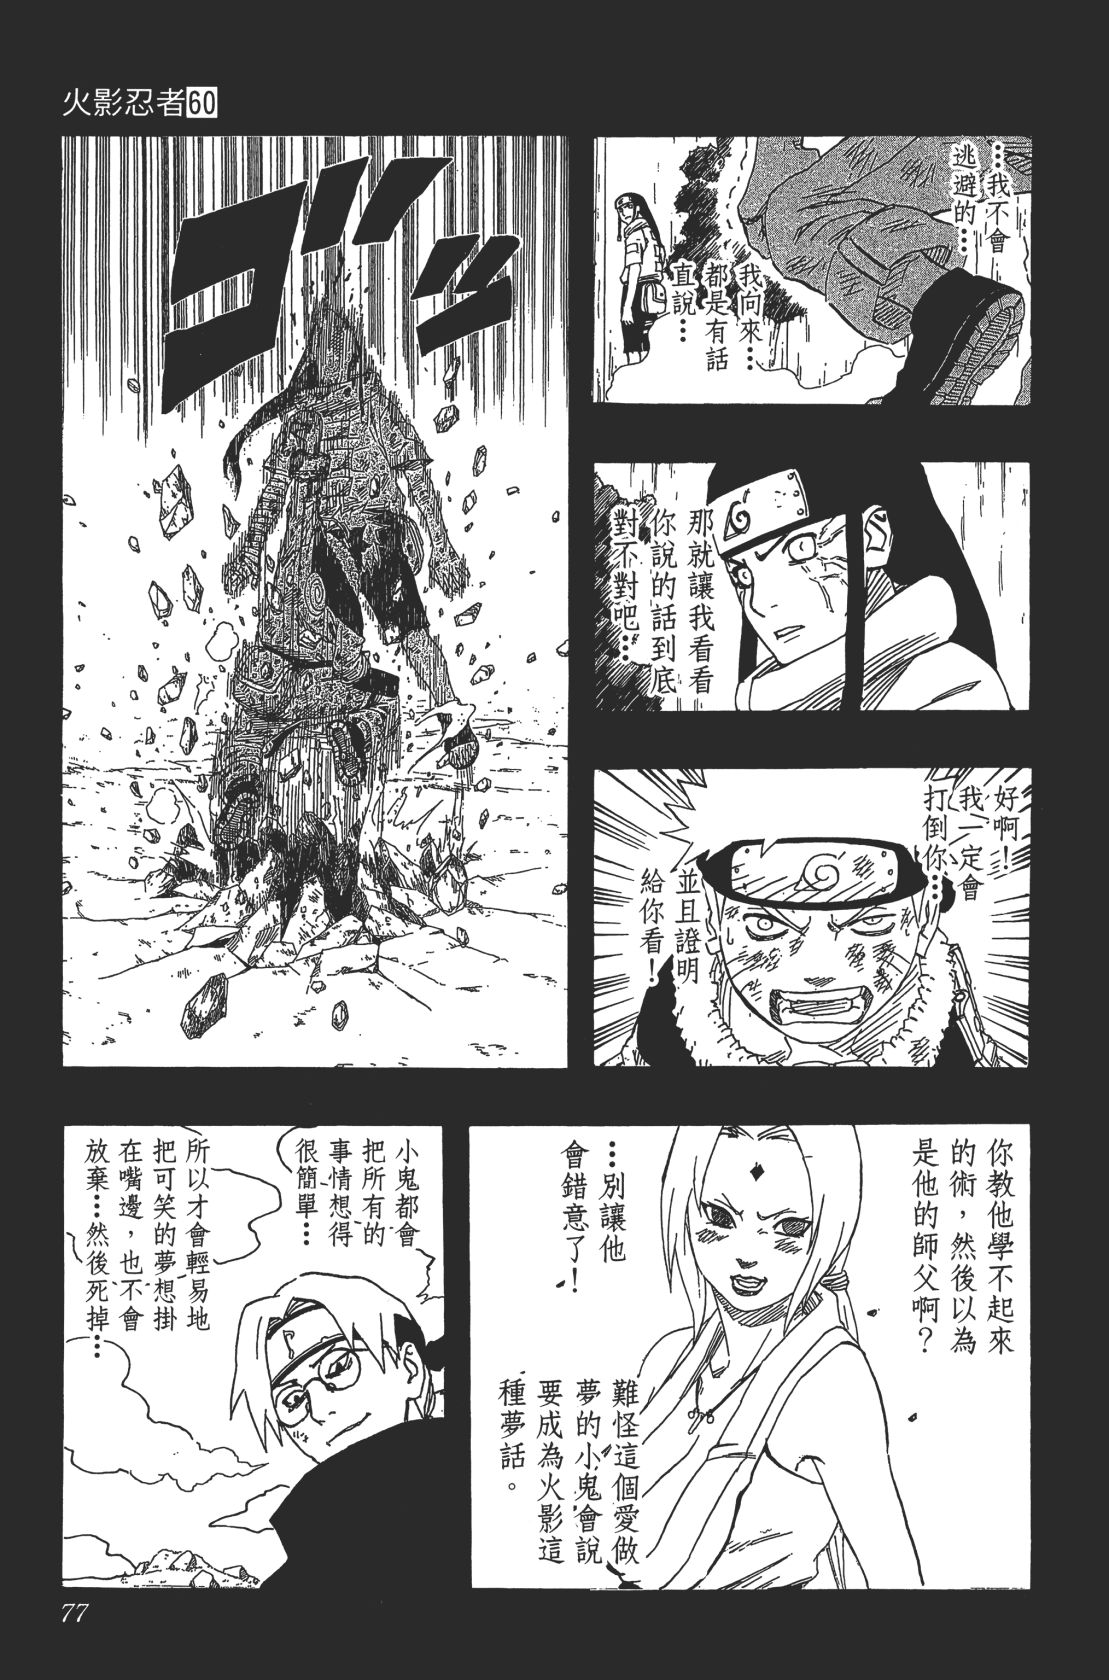 火影忍者60
…我不會
逃避的…
我向來…
都是有話
直說…
那就讓我看看
你說的話到底
對不對吧…
好啊！
我一定會
打倒你…
並且證明
給你看！
ゴッ
你教他學不起來
的術，然後以為
是他的師父啊？
…別讓他
會錯意了！
難怪這個愛做
夢的小鬼會說
要成為火影這
種夢話。
小鬼都會
把所有的
事情想得
很簡單…
所以才會輕易地
把可笑的夢想掛
在嘴邊，也不會
放棄…然後死掉…
77